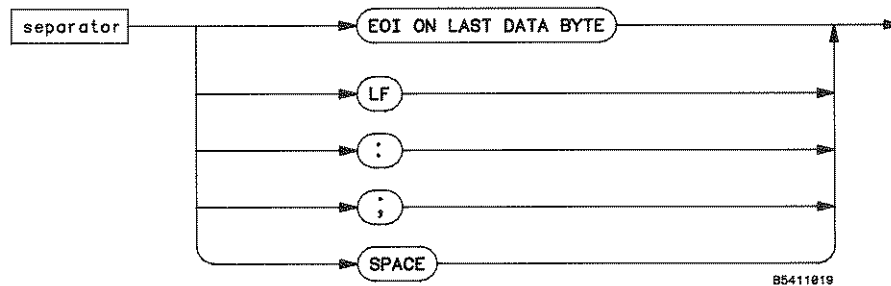 separator
EOI ON LAST DATA BYTE
LF
:
;
SPACE
B5411019